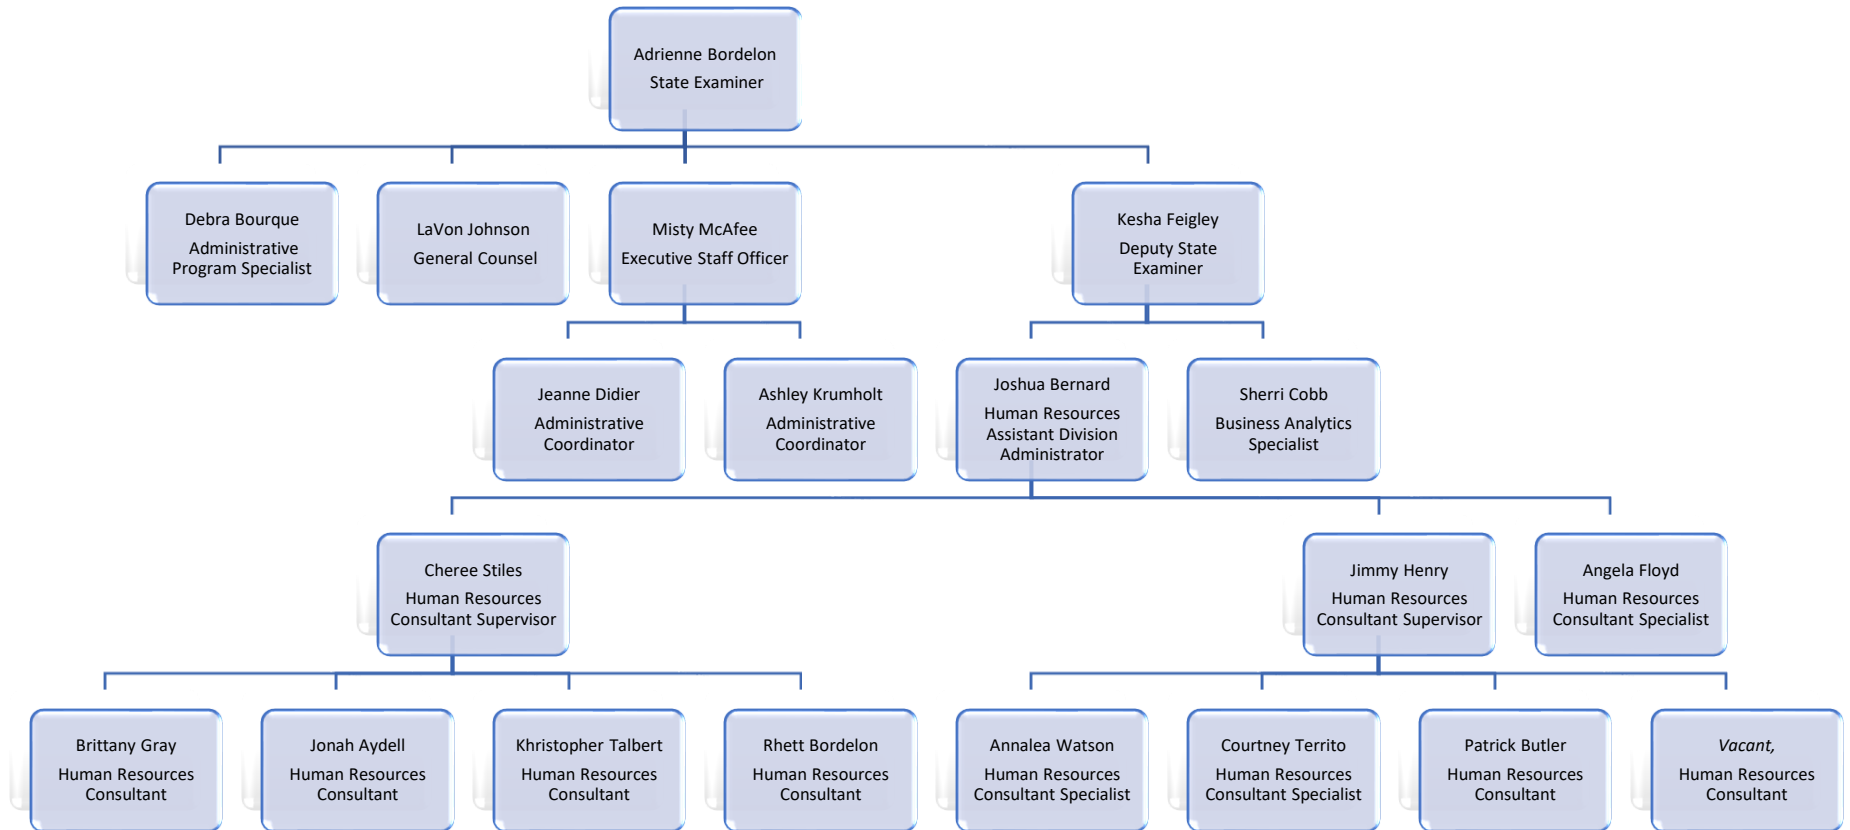 Adrienne Bordelon
State Examiner
Debra Bourque
Administrative
Program Specialist
LaVon Johnson
General Counsel
Misty McAfee
Executive Staff Officer
Kesha Feigley
Deputy State
Examiner
Jeanne Didier
Administrative
Coordinator
Ashley Krumholt
Administrative
Coordinator
Joshua Bernard
Human Resources
Assistant Division
Administrator
Sherri Cobb
Business Analytics
Specialist
Cheree Stiles
Human Resources
Consultant Supervisor
Jimmy Henry
Human Resources
Consultant Supervisor
Angela Floyd
Human Resources
Consultant Specialist
Brittany Gray
Human Resources
Consultant
Jonah Aydell
Human Resources
Consultant
Khristopher Talbert
Human Resources
Consultant
Rhett Bordelon
Human Resources
Consultant
Annalea Watson
Human Resources
Consultant Specialist
Courtney Territo
Human Resources
Consultant Specialist
Patrick Butler
Human Resources
Consultant
Vacant,
Human Resources
Consultant